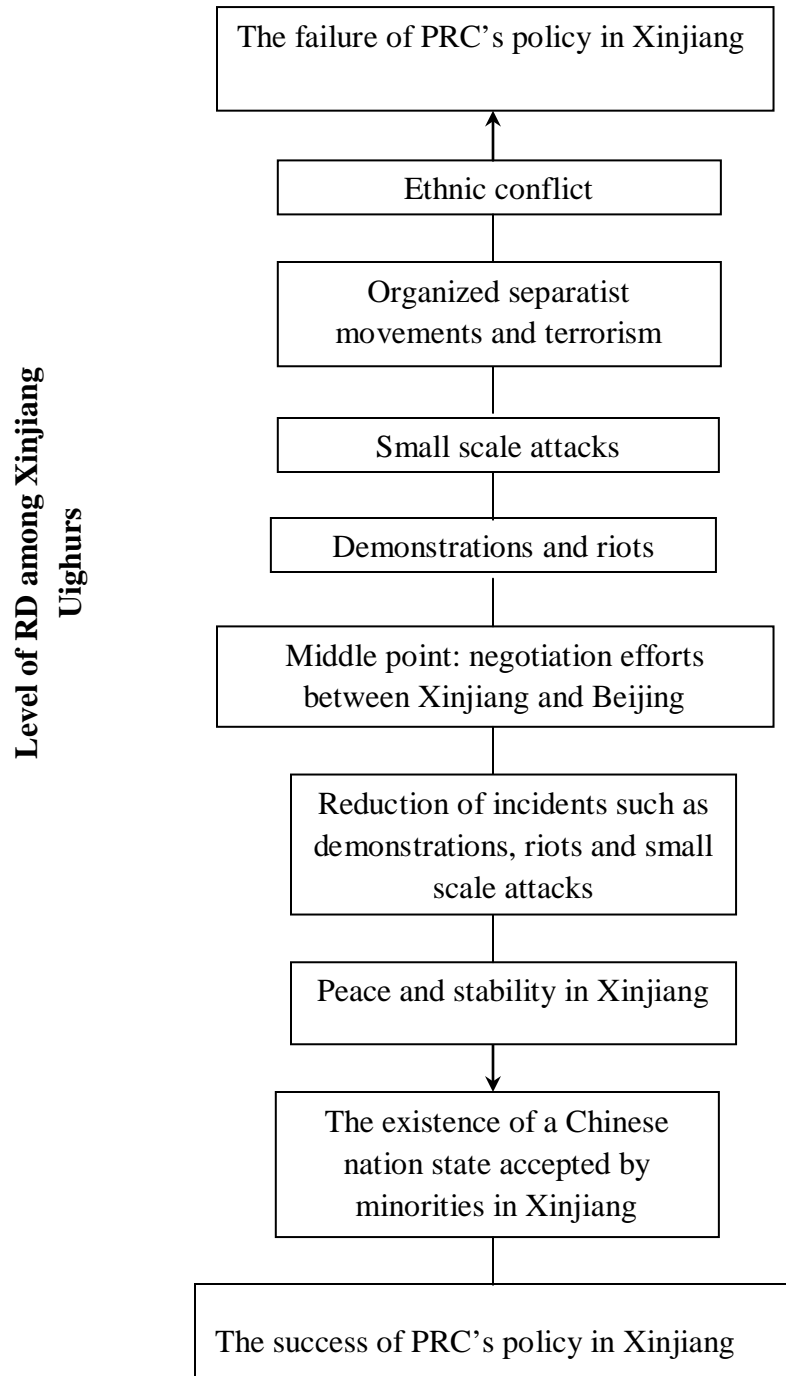 The failure of PRC’s policy in Xinjiang
Ethnic conflict
Organized separatist
movements and terrorism
Small scale attacks
Demonstrations and riots
Level of RD among Xinjiang
Uighurs
Middle point: negotiation efforts
between Xinjiang and Beijing
Reduction of incidents such as
demonstrations, riots and small
scale attacks
Peace and stability in Xinjiang
The existence of a Chinese
nation state accepted by
minorities in Xinjiang
The success of PRC’s policy in Xinjiang